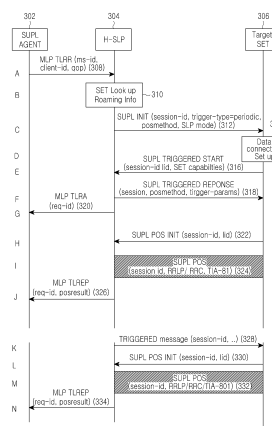 302
304
306
SUPL
AGENT
H-SLP
Target
SET
MLP TLRR (ms-id,
client-id, qop) (308)
A
B
SET Look up
Roaming Info
310
SUPL INIT (session-id, trigger-type=periodic,
posmethod, SLP mode) (312)
C
Data
connect
Set up
D
SUPL TRIGGERED START
(session-id lid, SET capabilties) (316)
E
SUPL TRIGGERED REPONSE
(session, posmethod, tirgger-params) (318)
F
MLP TLRA
(req-id) (320)
G
SUPL POS INIT (session-id, lid) (322)
H
I
SUPL POS
(session id, RRLP/ RRC, TIA-81) (324)
MLP TLREP
(req-id, posresult) (326)
J
TRIGGERED message (session-id, ..) (328)
K
SUPL POS INIT (session-id, lid) (330)
L
SUPL POS
(session-id, RRLP/RRC/TIA-801) (332)
M
MLP TLREP
(req-id, posresult) (334)
N